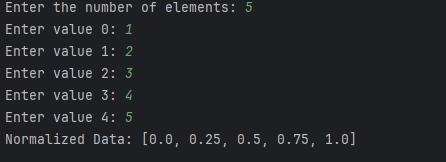 Enter the number of elements: 5
Enter value 0: 1
Enter value 1: 2
Enter value 2: 3
Enter value 3: 4
Enter value 4: 5
Normalized Data: [0.0, 0.25, 0.5, 0.75, 1.0]